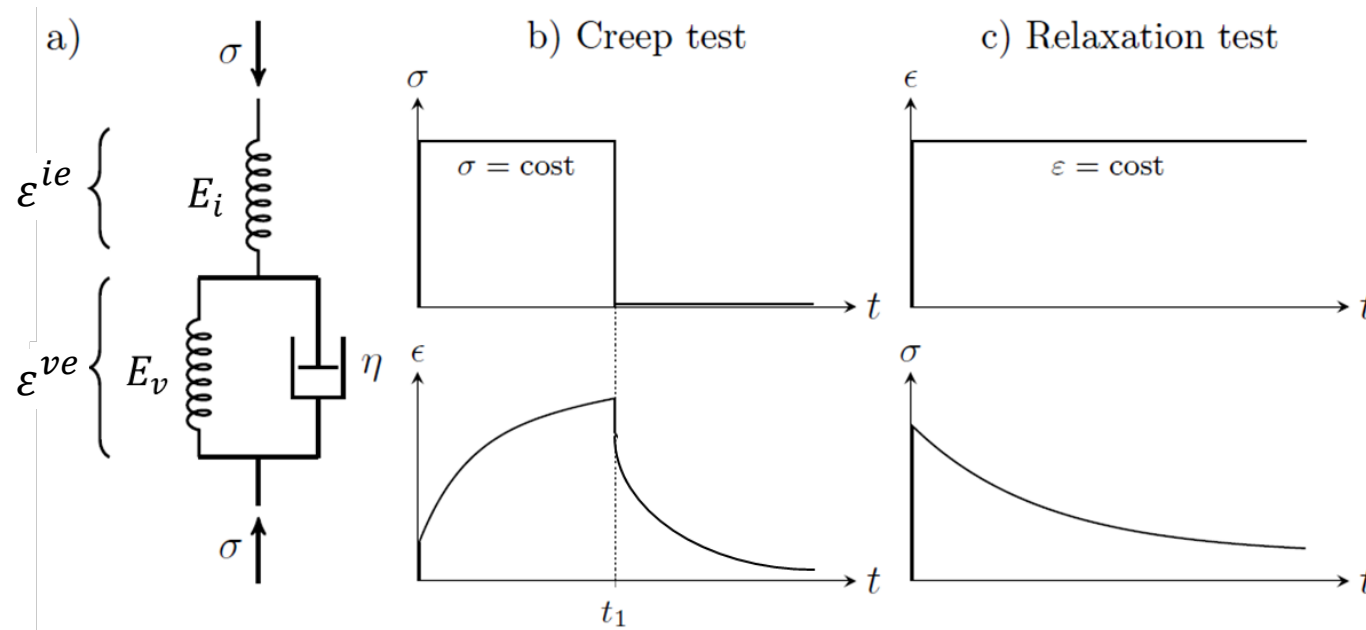 a)
σ
ε^{ie}
E_i
ε^{ve}
E_v
η
σ
b) Creep test
σ
σ = cost
t
ϵ
t
t_1
c) Relaxation test
ϵ
ε = cost
t
σ
t